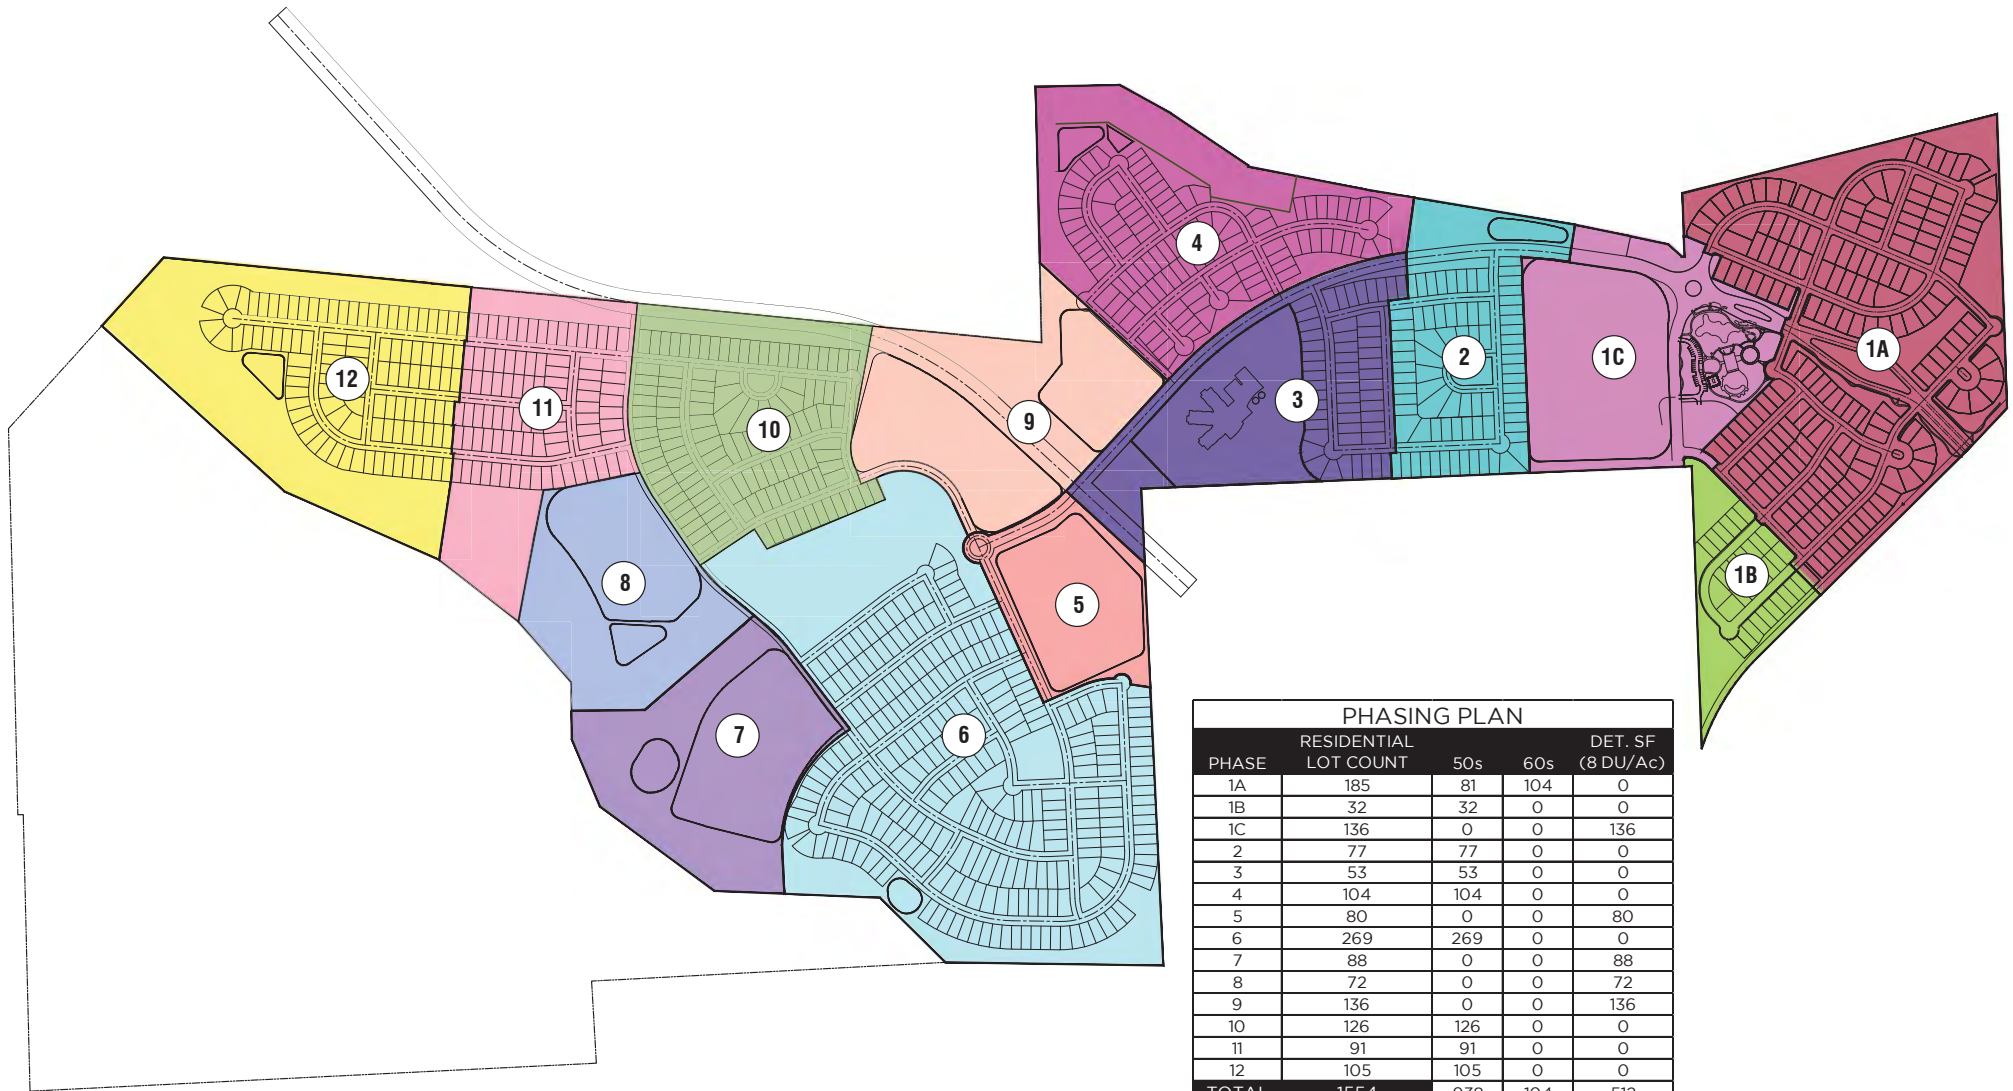 4
1A
2
1C
12
3
11
9
10
8
1B
5
7
6
PHASING PLAN
PHASE RESIDENTIAL LOT COUNT 50s 60s DET. SF (8 DU/Ac)
1A 185 81 104 0
1B 32 32 0 0
1C 136 0 0 136
2 77 77 0 0
3 53 53 0 0
4 104 104 0 0
5 80 0 0 80
6 269 269 0 0
7 88 0 0 88
8 72 0 0 72
9 136 0 0 136
10 126 126 0 0
11 91 91 0 0
12 105 105 0 0
TOTAL 1554 938 104 512